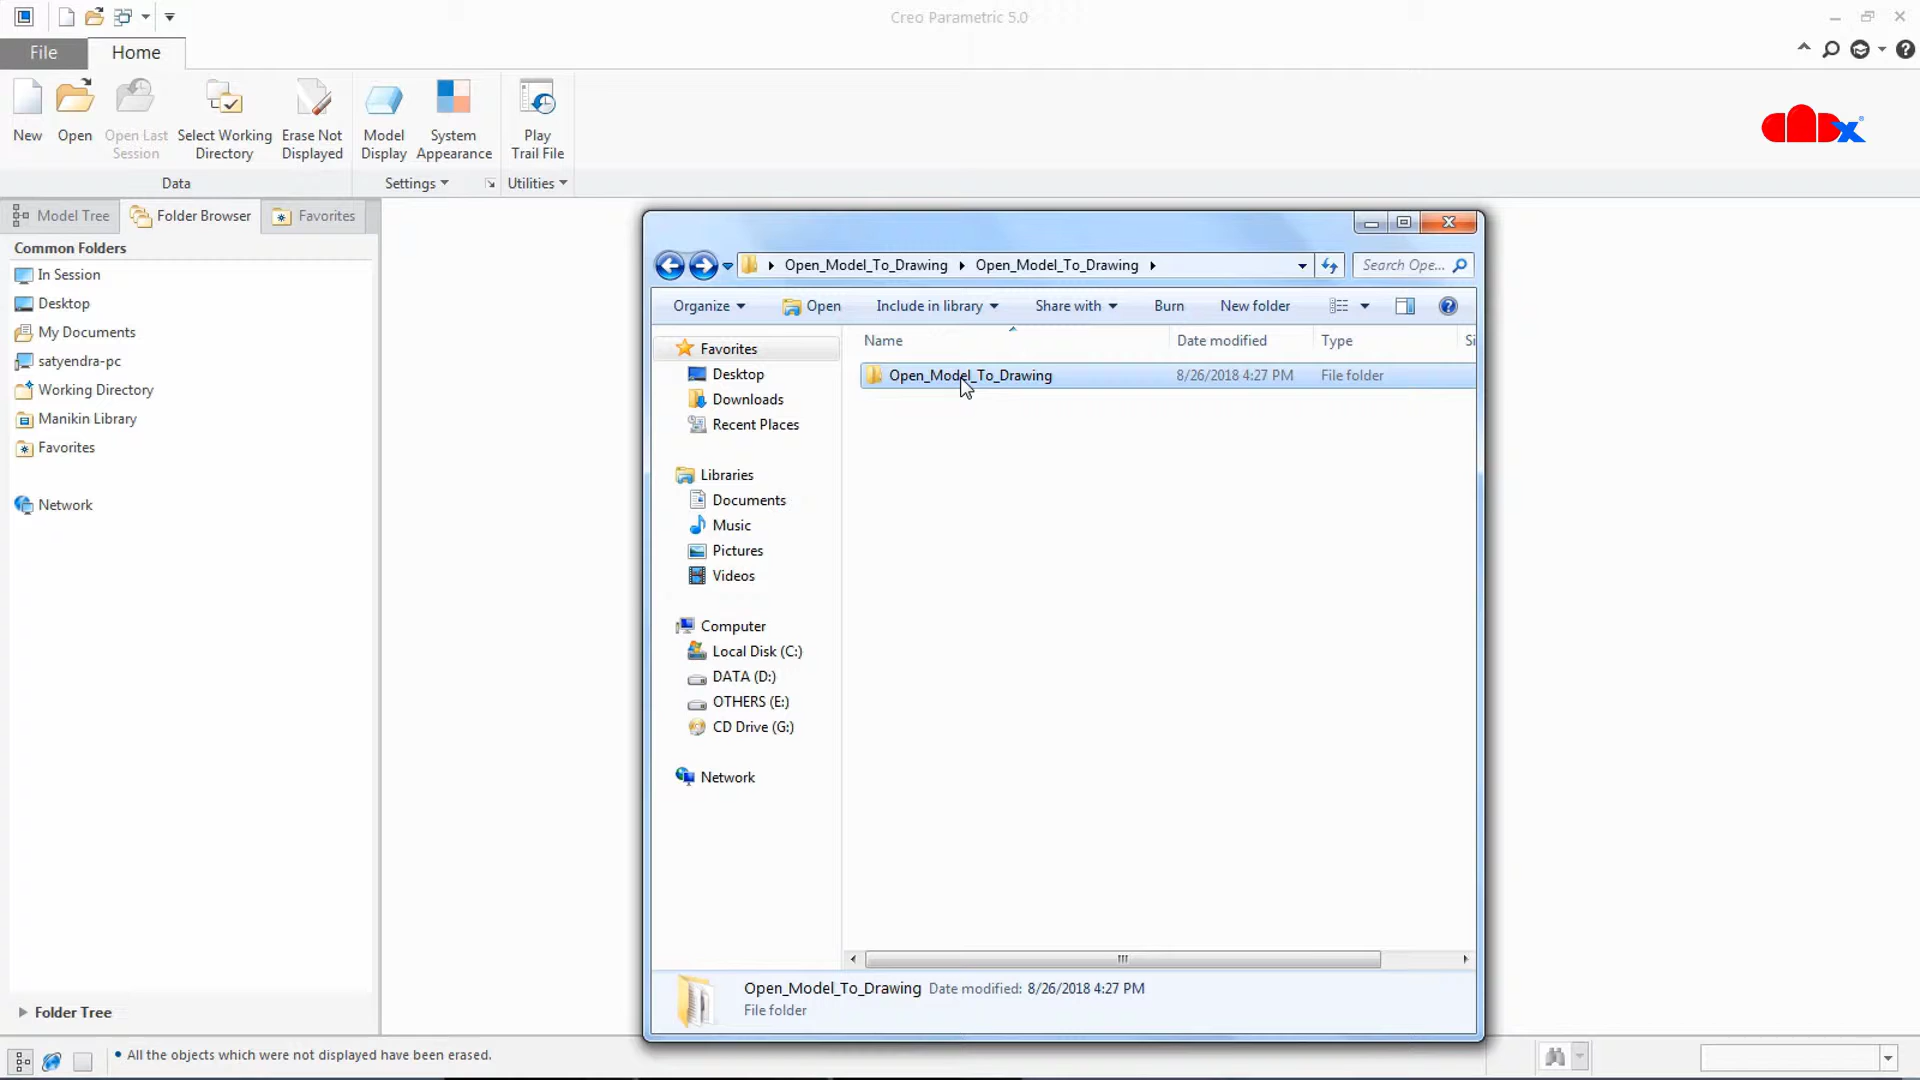 Creo Parametric 5.0
File
Home
New
Open
Open Last Session
Select Working Directory
Erase Not Displayed
Model Display
System Appearance
Play Trail File
Data
Settings
Utilities
Model Tree
Folder Browser
Favorites
Common Folders
In Session
Desktop
My Documents
satyendra-pc
Working Directory
Manikin Library
Favorites
Network
Folder Tree
All the objects which were not displayed have been erased.
Open_Model_To_Drawing
Open_Model_To_Drawing
Search Ope...
Organize
Open
Include in library
Share with
Burn
New folder
Name
Date modified
Type
Si
Open_Model_To_Drawing
8/26/2018 4:27 PM
File folder
Favorites
Desktop
Downloads
Recent Places
Libraries
Documents
Music
Pictures
Videos
Computer
Local Disk (C:)
DATA (D:)
OTHERS (E:)
CD Drive (G:)
Network
Open_Model_To_Drawing Date modified: 8/26/2018 4:27 PM
File folder